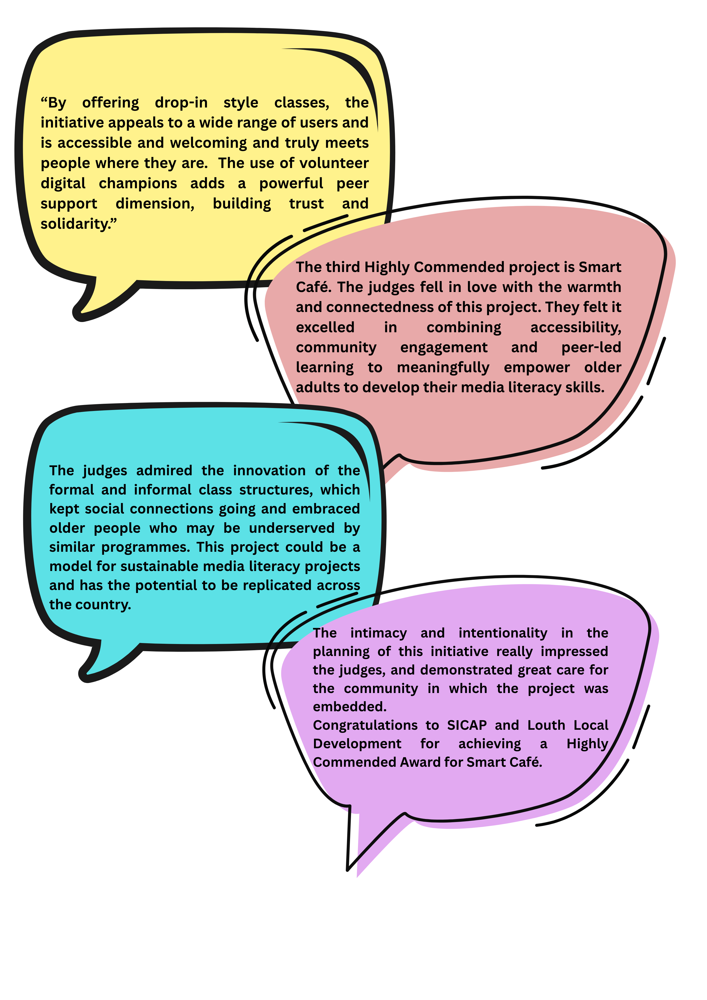 “By offering drop-in style classes, the
initiative appeals to a wide range of users and
is accessible and welcoming and truly meets
people where they are.  The use of volunteer
digital champions adds a powerful peer
support dimension, building trust and
solidarity.”
The third Highly Commended project is Smart
Café. The judges fell in love with the warmth
and connectedness of this project. They felt it
excelled in combining accessibility,
community engagement and peer-led
learning to meaningfully empower older
adults to develop their media literacy skills.
The judges admired the innovation of the
formal and informal class structures, which
kept social connections going and embraced
older people who may be underserved by
similar programmes. This project could be a
model for sustainable media literacy projects
and has the potential to be replicated across
the country.
The intimacy and intentionality in the
planning of this initiative really impressed
the judges, and demonstrated great care for
the community in which the project was
embedded.
Congratulations to SICAP and Louth Local
Development for achieving a Highly
Commended Award for Smart Café.